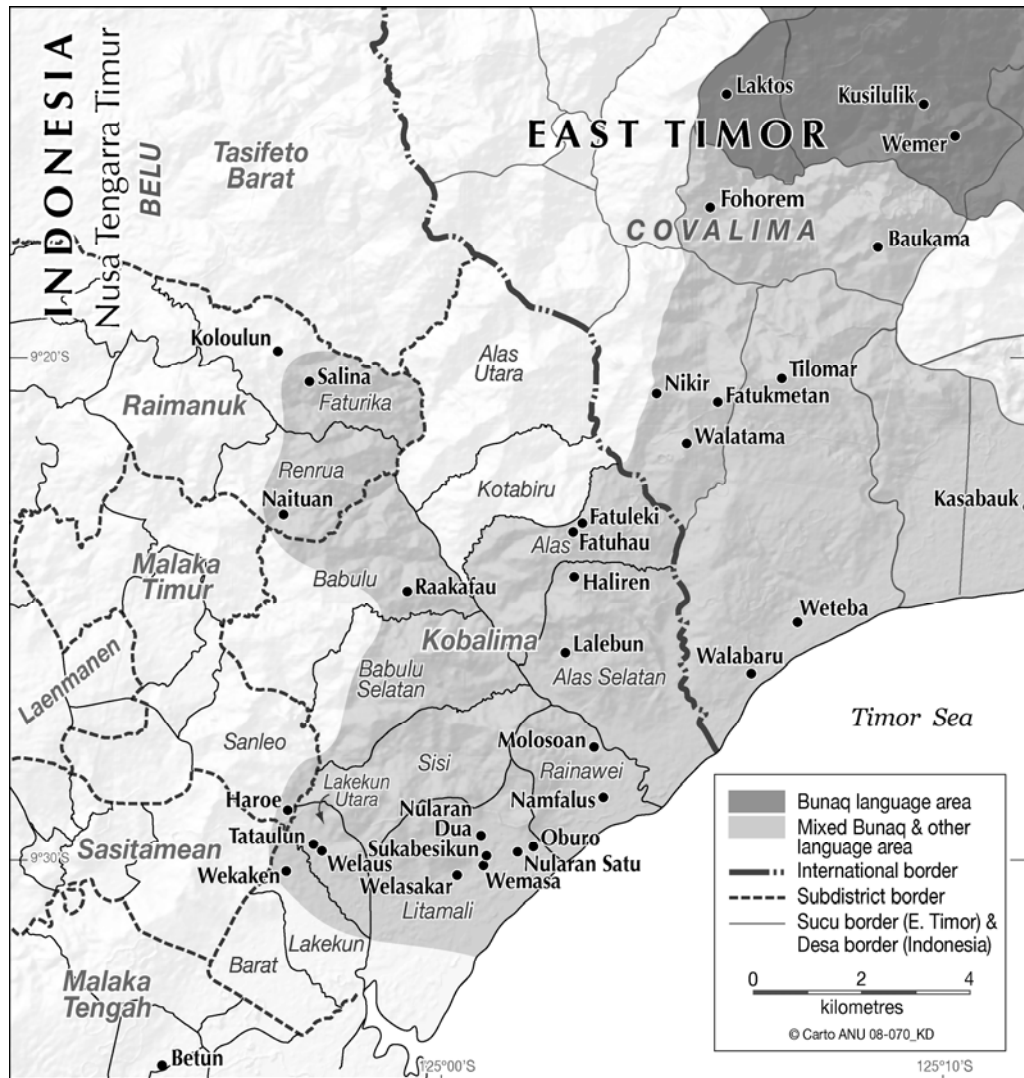 INDONESIA
Nusa Tengarra Timur
BELU
Tasifeto
Barat
EAST TIMOR
COVALIMA
Laktos
Kusilulik
Wemer
Fohorem
Baukama
Koloulun
9°20'S
Salina
Faturika
Alas
Utara
Raimanuk
Nikir
Tilomar
Fatukmetan
Walatama
Renrua
Naituan
Kotabiru
Kasabauk
Fatuleki
Alas
Fatuhau
Malaka
Timur
Babulu
Raakafau
Haliren
Kobalima
Weteba
Laenmanen
Lalebun
Walabaru
Babulu
Selatan
Alas Selatan
Timor Sea
Sanleo
Sisi
Molosoan
Rainawei
Lakekun
Utara
Haroe
Nularan
Dua
Namfalus
Tataulun
Sukabesikun
Oburo
9°30'S
Sasitamean
Welaus
Nularan Satu
Wekaken
Welasakar
Wemasa
Litamali
Lakekun
Barat
Malaka
Tengah
Betun
125°00'S
125°10'S
Bunaq language area
Mixed Bunaq & other
language area
International border
Subdistrict border
Sucu border (E. Timor) &
Desa border (Indonesia)
0 2 4
kilometres
© Carto ANU 08-070_KD